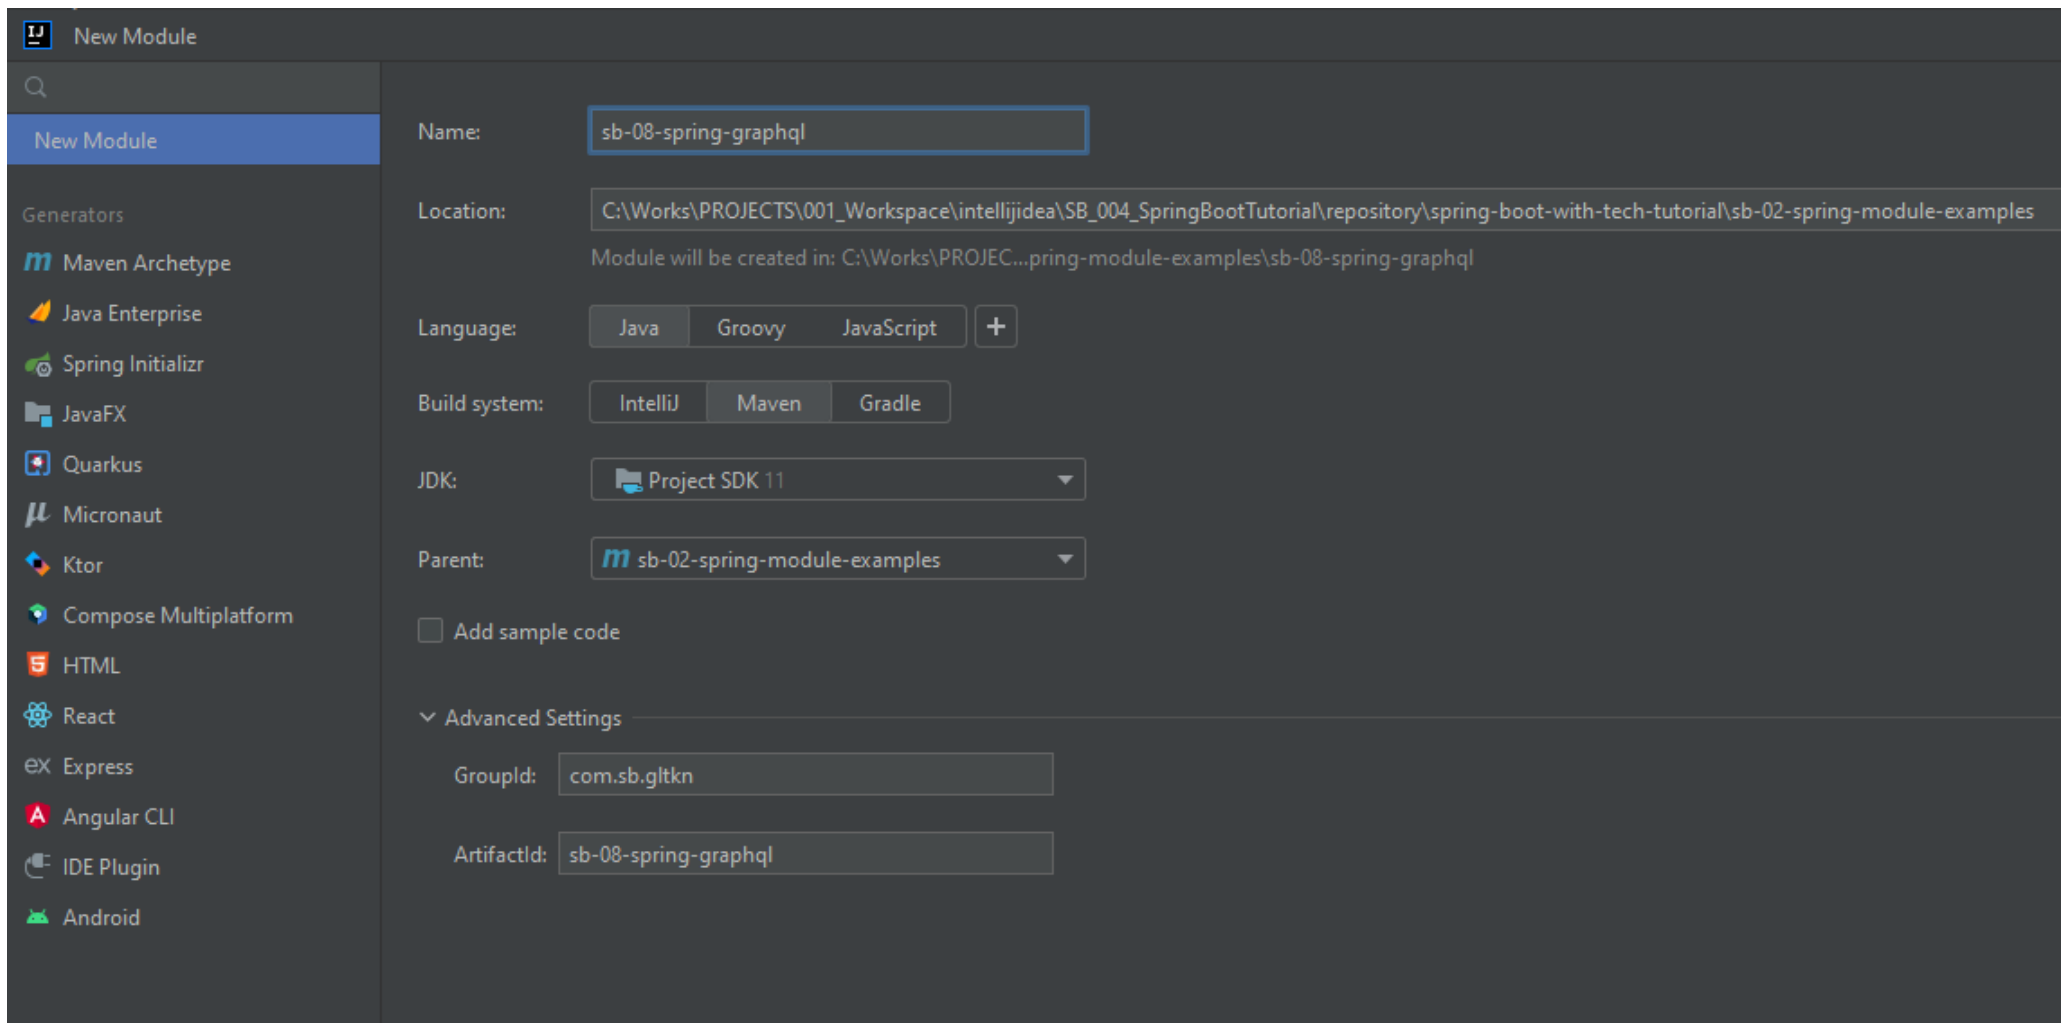 New Module
New Module
Generators
Maven Archetype
Java Enterprise
Spring Initializr
JavaFX
Quarkus
Micronaut
Ktor
Compose Multiplatform
HTML
React
ex Express
Angular CLI
IDE Plugin
Android
Name: sb-08-spring-graphql
Location: C:\Works\PROJECTS\001_Workspace\intellijidea\SB_004_SpringBootTutorial\repository\spring-boot-with-tech-tutorial\sb-02-spring-module-examples
Module will be created in: C:\Works\PROJEC...pring-module-examples\sb-08-spring-graphql
Language: Java Groovy JavaScript +
Build system: IntelliJ Maven Gradle
JDK: Project SDK 11
Parent: m sb-02-spring-module-examples
Add sample code
Advanced Settings
GroupId: com.sb.gltkn
ArtifactId: sb-08-spring-graphql